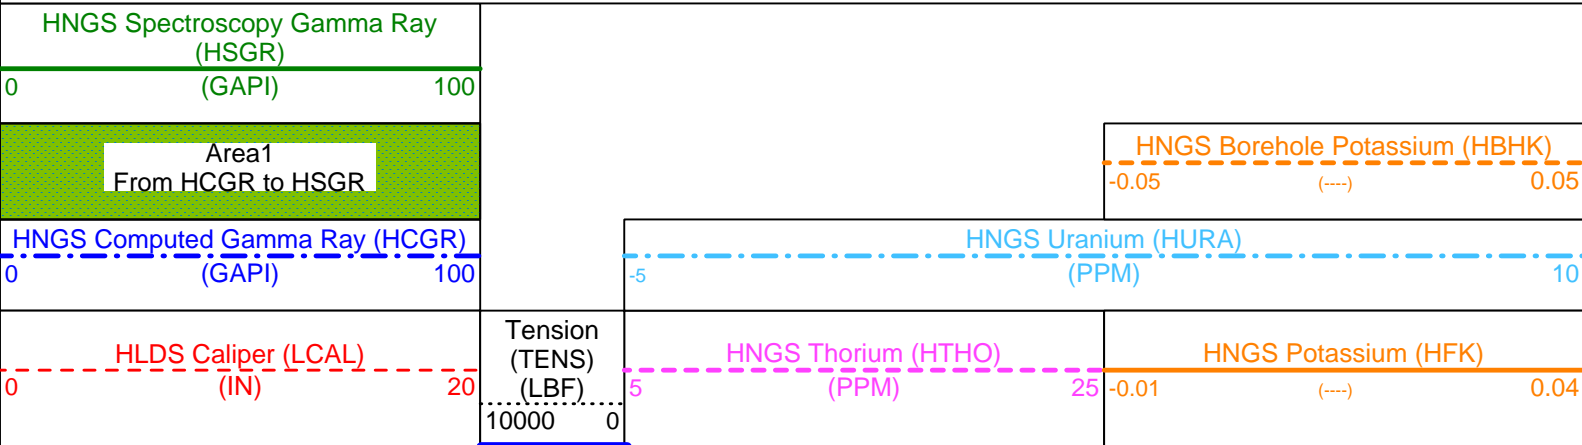 HNGS Spectroscopy Gamma Ray
(HSGR)
0 (GAPI) 100
Area1
From HCGR to HSGR
HNGS Borehole Potassium (HBHK)
-0.05 (----) 0.05
HNGS Computed Gamma Ray (HCGR)
0 (GAPI) 100
HNGS Uranium (HURA)
-5 (PPM) 10
HLDS Caliper (LCAL)
0 (IN) 20
Tension
(TENS)
(LBF)
10000 0
HNGS Thorium (HTHO)
5 (PPM) 25
HNGS Potassium (HFK)
-0.01 (----) 0.04